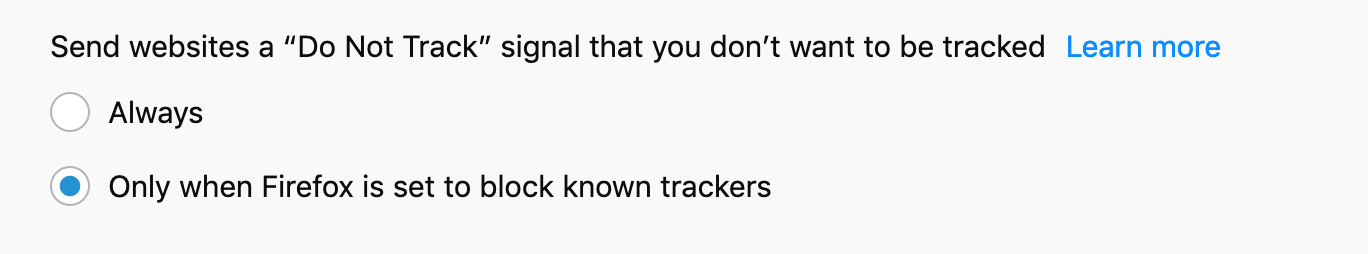 Send websites a “Do Not Track” signal that you don’t want to be tracked Learn more
Always
Only when Firefox is set to block known trackers